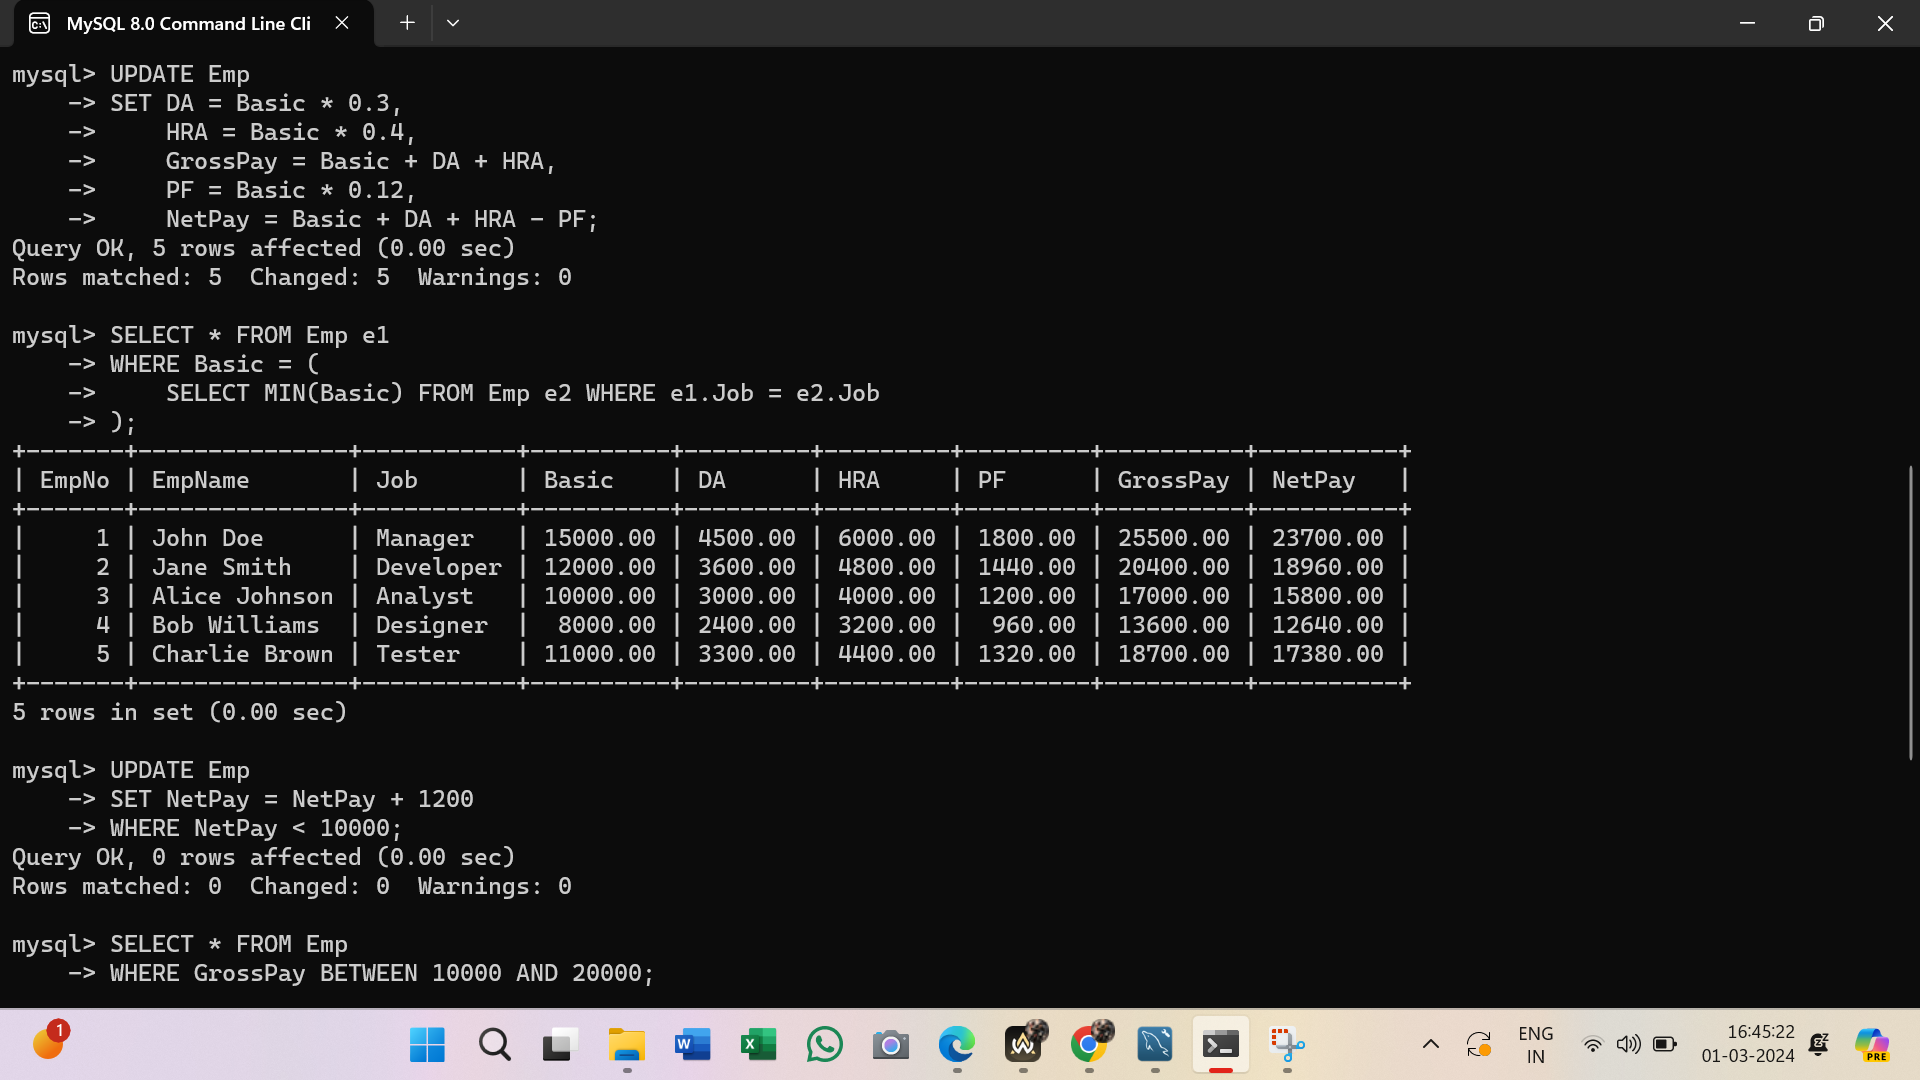 MySQL 8.0 Command Line Cli
mysql> UPDATE Emp
    -> SET DA = Basic * 0.3,
    ->     HRA = Basic * 0.4,
    ->     GrossPay = Basic + DA + HRA,
    ->     PF = Basic * 0.12,
    ->     NetPay = Basic + DA + HRA - PF;
Query OK, 5 rows affected (0.00 sec)
Rows matched: 5  Changed: 5  Warnings: 0
mysql> SELECT * FROM Emp e1
    -> WHERE Basic = (
    ->     SELECT MIN(Basic) FROM Emp e2 WHERE e1.Job = e2.Job
    -> );
+-------+---------------+-----------+----------+---------+---------+---------+----------+----------+
| EmpNo | EmpName       | Job       | Basic    | DA      | HRA     | PF      | GrossPay | NetPay   |
+-------+---------------+-----------+----------+---------+---------+---------+----------+----------+
|     1 | John Doe      | Manager   | 15000.00 | 4500.00 | 6000.00 | 1800.00 | 25500.00 | 23700.00 |
|     2 | Jane Smith    | Developer | 12000.00 | 3600.00 | 4800.00 | 1440.00 | 20400.00 | 18960.00 |
|     3 | Alice Johnson | Analyst   | 10000.00 | 3000.00 | 4000.00 | 1200.00 | 17000.00 | 15800.00 |
|     4 | Bob Williams  | Designer  |  8000.00 | 2400.00 | 3200.00 |  960.00 | 13600.00 | 12640.00 |
|     5 | Charlie Brown | Tester    | 11000.00 | 3300.00 | 4400.00 | 1320.00 | 18700.00 | 17380.00 |
+-------+---------------+-----------+----------+---------+---------+---------+----------+----------+
5 rows in set (0.00 sec)
mysql> UPDATE Emp
    -> SET NetPay = NetPay + 1200
    -> WHERE NetPay < 10000;
Query OK, 0 rows affected (0.00 sec)
Rows matched: 0  Changed: 0  Warnings: 0
mysql> SELECT * FROM Emp
    -> WHERE GrossPay BETWEEN 10000 AND 20000;
1
ENG
IN
16:45:22
01-03-2024
PRE